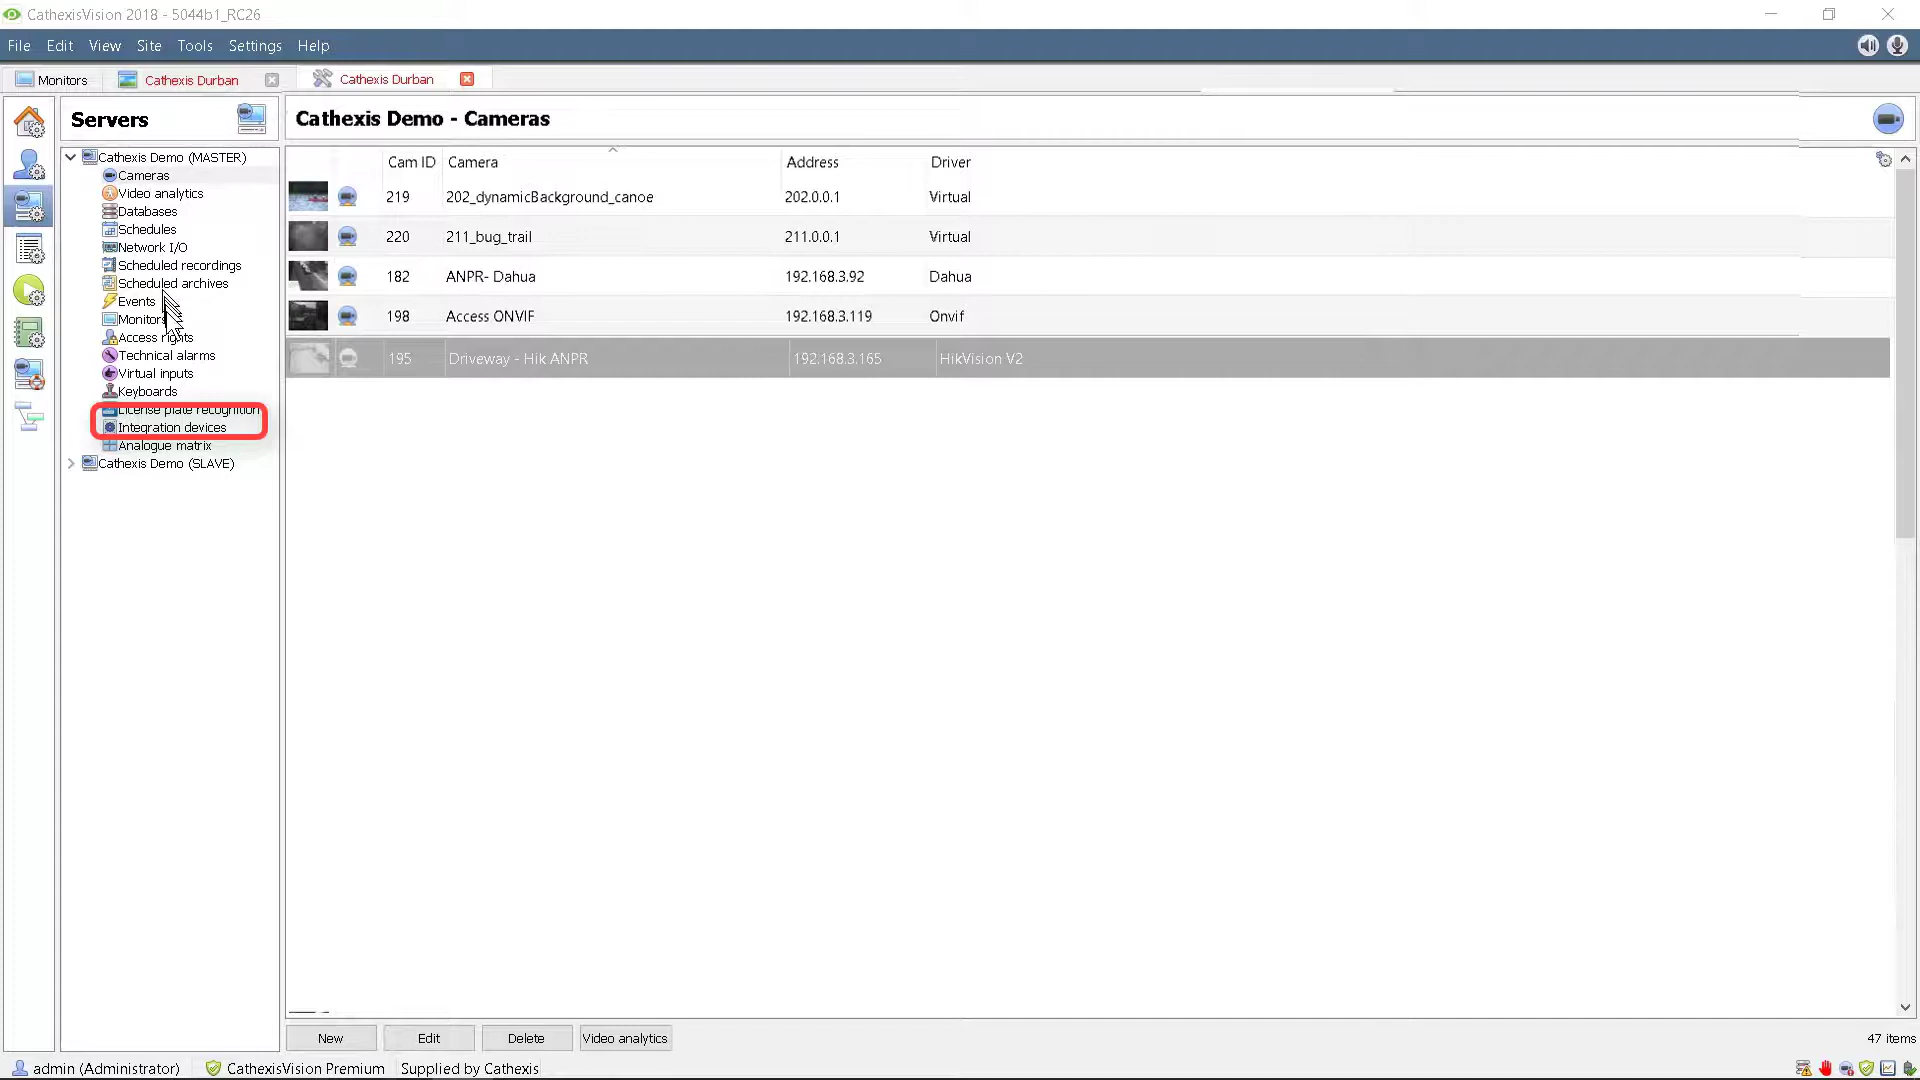 CathexisVision 2018 - 5044b1_RC26
File Edit View Site Tools Settings Help
Monitors Cathexis Durban Cathexis Durban
Servers
Cathexis Demo (MASTER)
Cameras
Video analytics
Databases
Schedules
Network I/O
Scheduled recordings
Scheduled archives
Events
Monitors
Access rights
Technical alarms
Virtual inputs
Keyboards
License plate recognition
Integration devices
Analogue matrix
Cathexis Demo (SLAVE)
Cathexis Demo - Cameras
Cam ID Camera Address Driver
219 202_dynamicBackground_canoe 202.0.0.1 Virtual
220 211_bug_trail 211.0.0.1 Virtual
182 ANPR- Dahua 192.168.3.92 Dahua
198 Access ONVIF 192.168.3.119 Onvif
195 Driveway - Hik ANPR 192.168.3.165 HikVision V2
New Edit Delete Video analytics 47 items
admin (Administrator) CathexisVision Premium Supplied by Cathexis